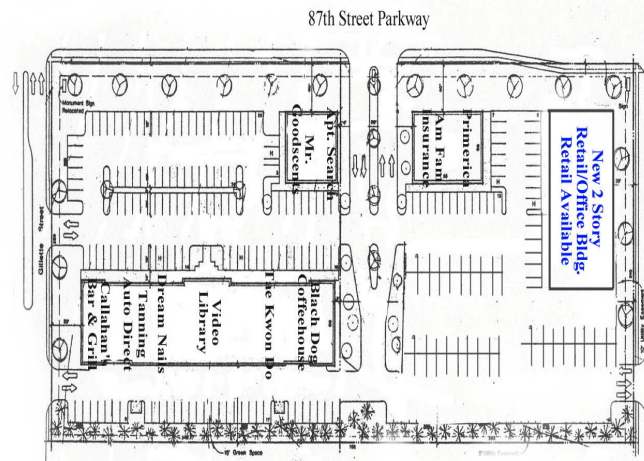 87th Street Parkway
Monument Sign
Relocated
Sign
Gillette Street
Apt. Search
Mr.
Goodscents
Primerica
Am Fam
Insurance
New 2 Story
Retail/Office Bldg.
Retail Available
Blach Dog
Coffeehouse
Tae Kwon Do
Video
Library
Dream Nails
Tanning
Auto Direct
Callahan's
Bar & Grill
15' Green Space